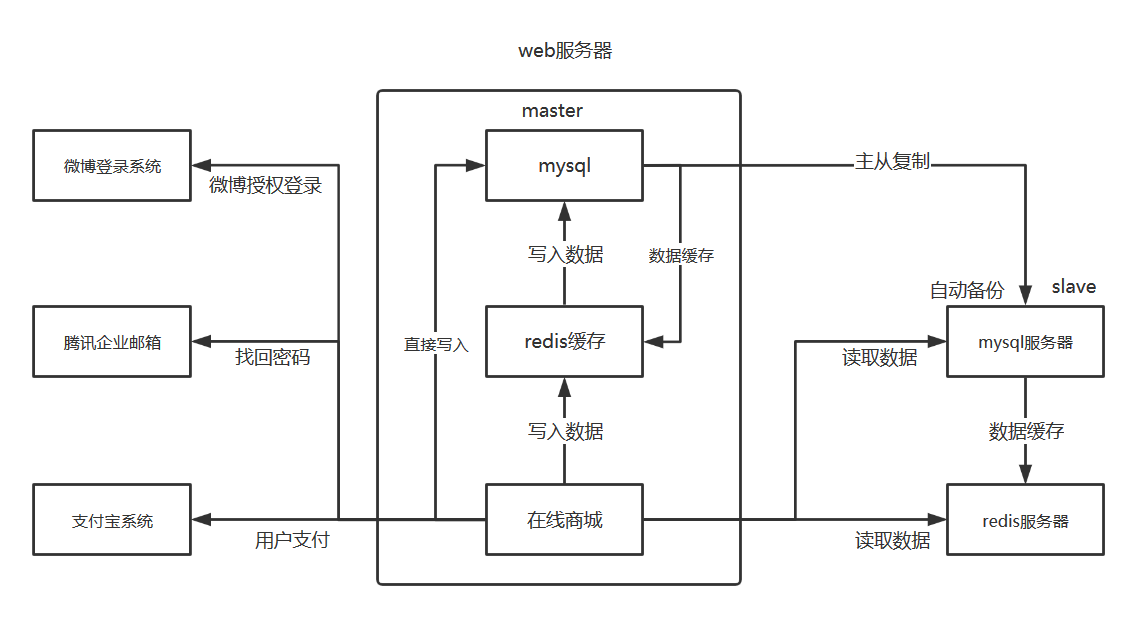 web服务器
master
mysql
微博登录系统
微博授权登录
主从复制
写入数据
数据缓存
自动备份
slave
腾讯企业邮箱
找回密码
直接写入
redis缓存
读取数据
mysql服务器
写入数据
数据缓存
支付宝系统
用户支付
在线商城
读取数据
redis服务器